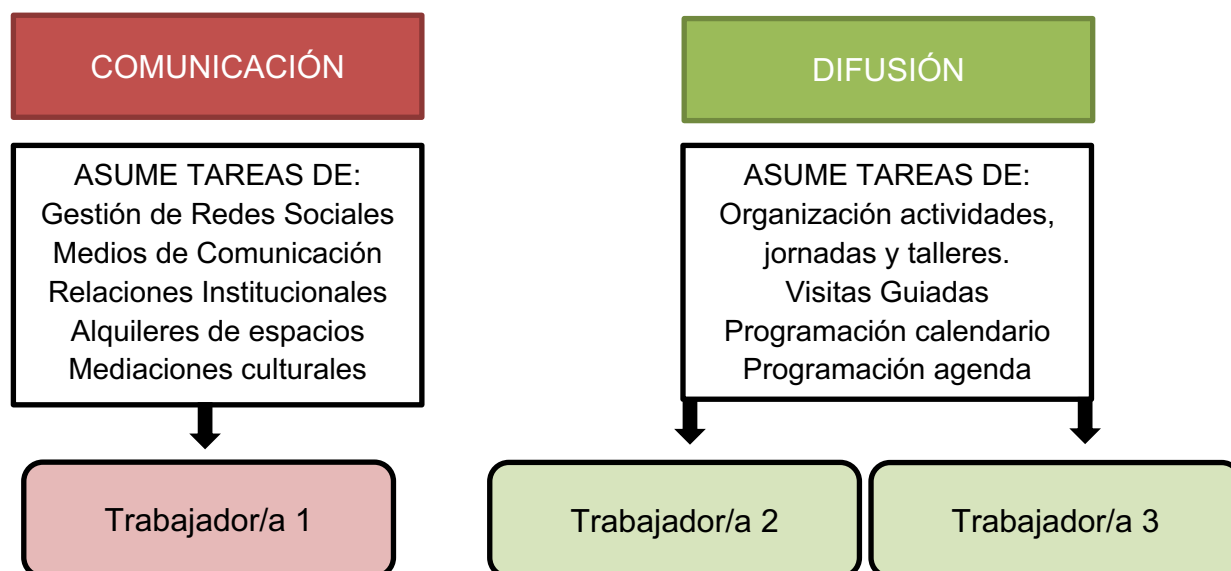 COMUNICACIÓN
ASUME TAREAS DE:
Gestión de Redes Sociales
Medios de Comunicación
Relaciones Institucionales
Alquileres de espacios
Mediaciones culturales
Trabajador/a 1
DIFUSIÓN
ASUME TAREAS DE:
Organización actividades,
jornadas y talleres.
Visitas Guiadas
Programación calendario
Programación agenda
Trabajador/a 2
Trabajador/a 3